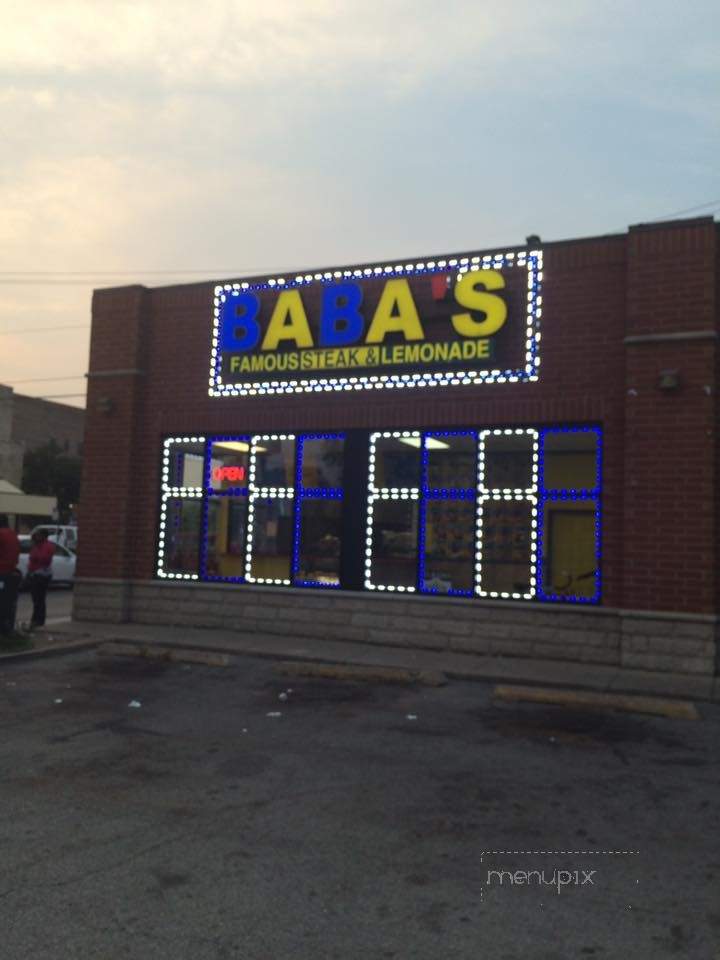 BABA'S
FAMOUS STEAK & LEMONADE
OPEN
menupix